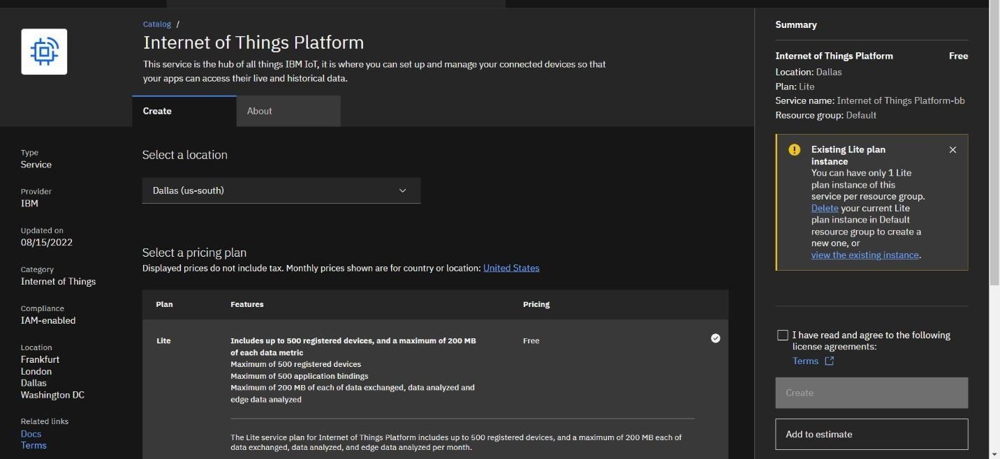 Catalog /
Internet of Things Platform
This service is the hub of all things IBM IoT, it is where you can set up and manage your connected devices so that
your apps can access their live and historical data.
Create
About
Type
Service
Provider
IBM
Updated on
08/15/2022
Category
Internet of Things
Compliance
IAM-enabled
Location
Frankfurt
London
Dallas
Washington DC
Related links
Docs
Terms
Select a location
Dallas (us-south)
Select a pricing plan
Displayed prices do not include tax. Monthly prices shown are for country or location: United States
Plan Features Pricing
Lite
Includes up to 500 registered devices, and a maximum of 200 MB
of each data metric
Maximum of 500 registered devices
Maximum of 500 application bindings
Maximum of 200 MB of each of data exchanged, data analyzed and
edge data analyzed
Free
The Lite service plan for Internet of Things Platform includes up to 500 registered devices, and a maximum of 200 MB each of
data exchanged, data analyzed, and edge data analyzed per month.
Summary
Internet of Things Platform Free
Location: Dallas
Plan: Lite
Service name: Internet of Things Platform-bb
Resource group: Default
Existing Lite plan
instance
You can have only 1 Lite
plan instance of this
service per resource group.
Delete your current Lite
plan instance in Default
resource group to create a
new one, or
view the existing instance.
I have read and agree to the following
license agreements:
Terms
Create
Add to estimate